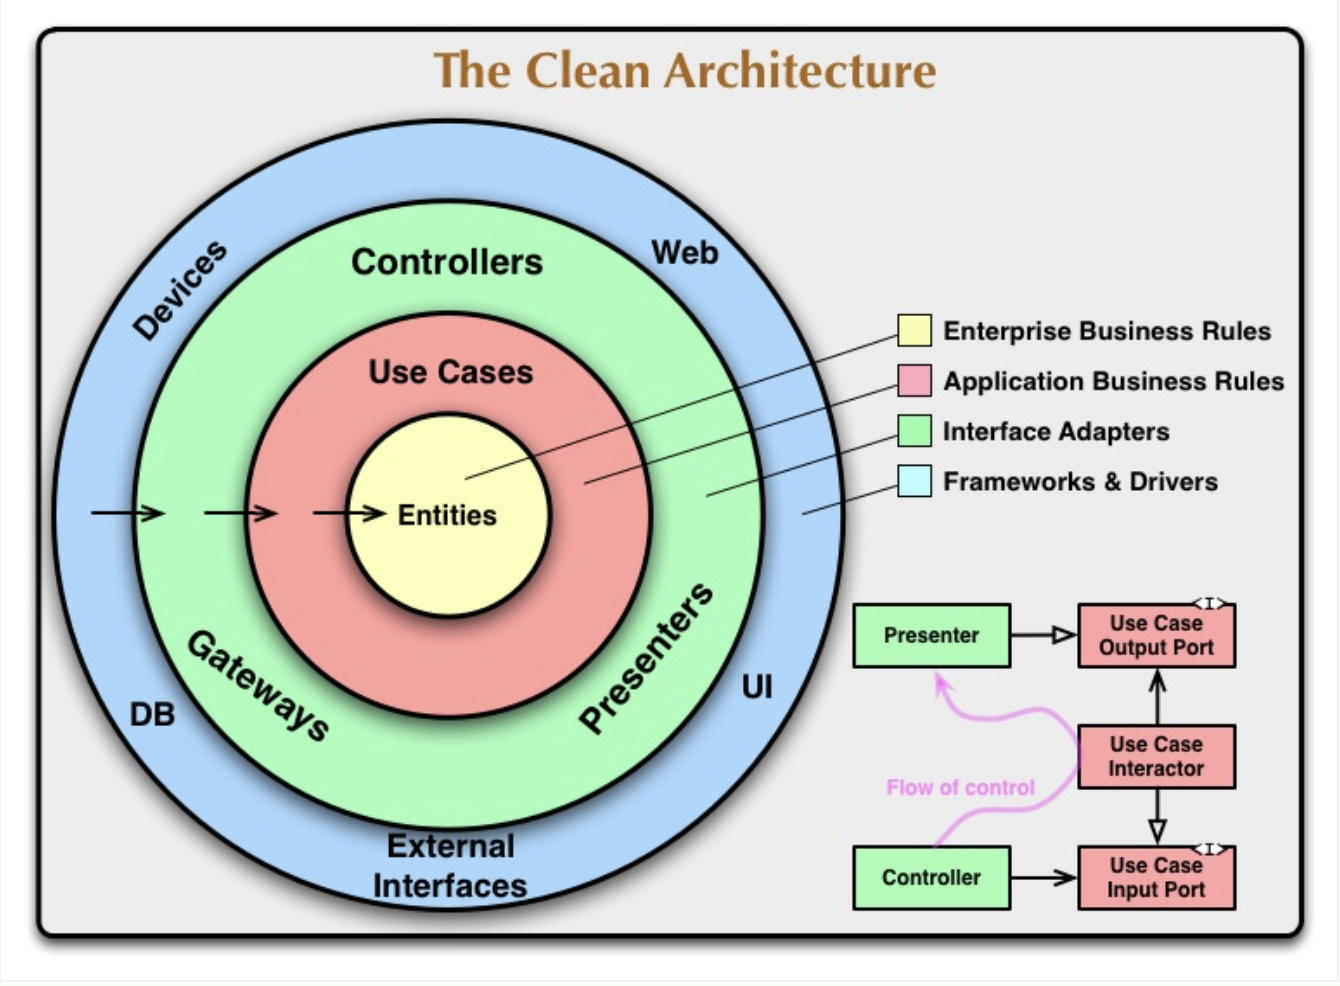 The Clean Architecture
Devices
Controllers
Web
Use Cases
Entities
Gateways
Presenters
DB
UI
External
Interfaces
Enterprise Business Rules
Application Business Rules
Interface Adapters
Frameworks & Drivers
Presenter
<I>
Use Case
Output Port
Use Case
Interactor
Flow of control
Controller
<I>
Use Case
Input Port